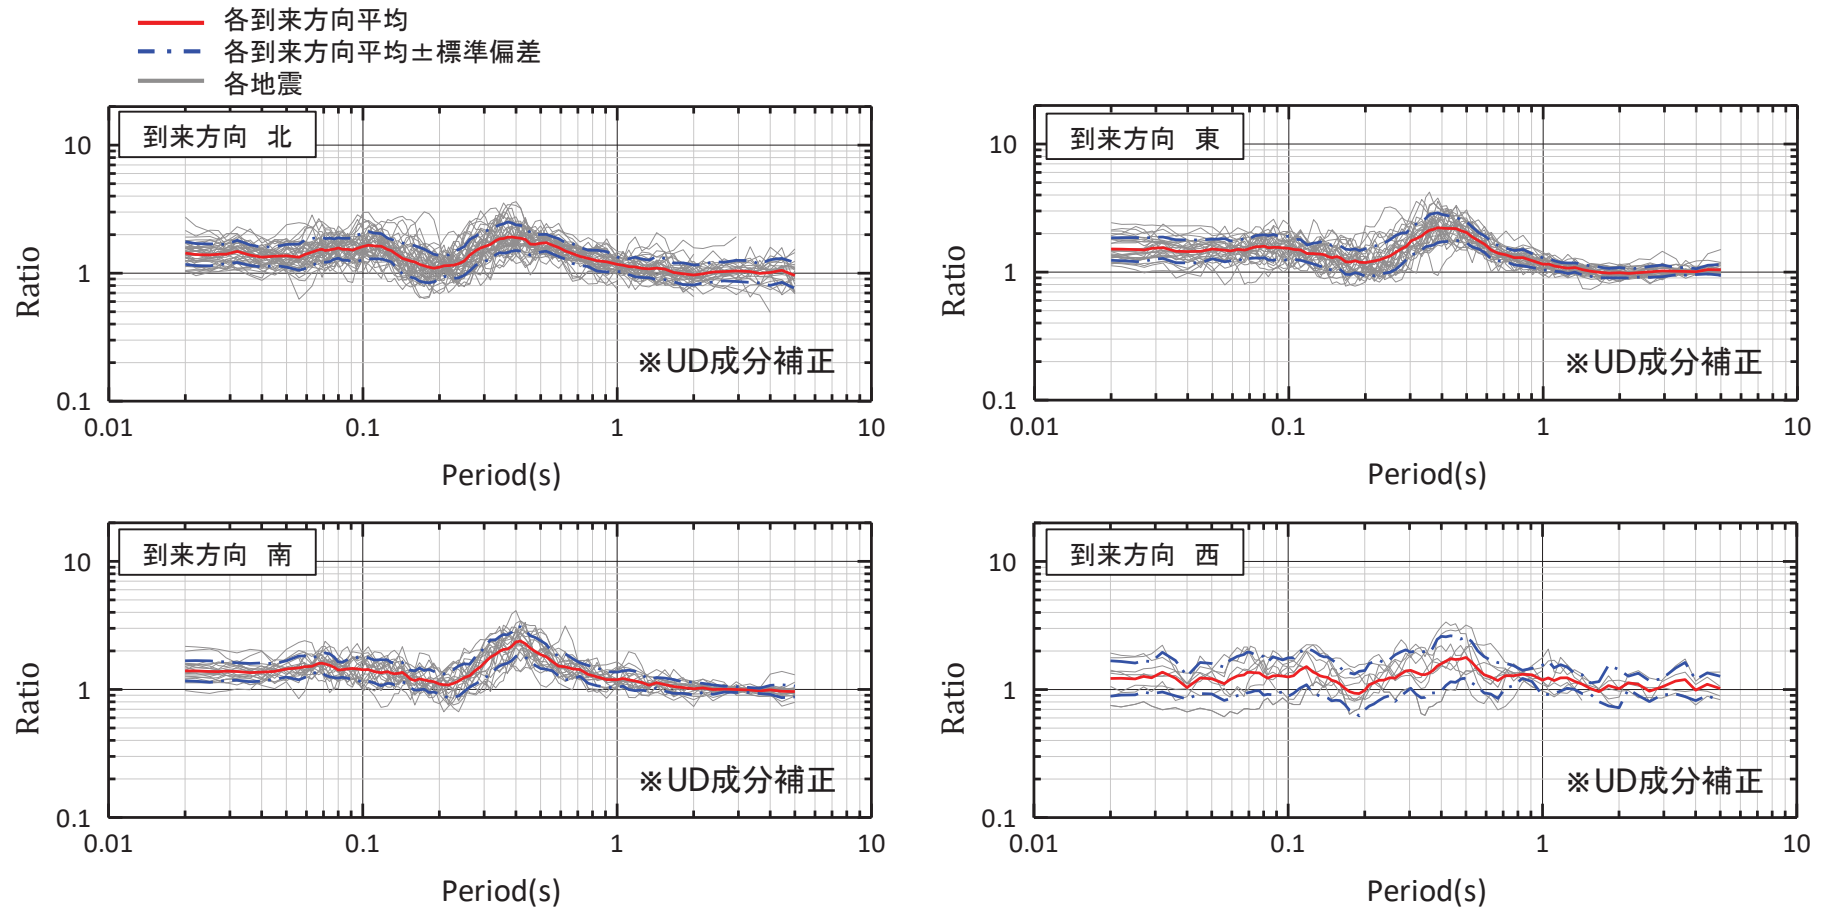 各到来方向平均
各到来方向平均±標準偏差
各地震
到来方向 北
10
1
0.1
Ratio
※UD成分補正
0.01
0.1
1
10
Period(s)
到来方向 東
10
1
0.1
Ratio
※UD成分補正
0.01
0.1
1
10
Period(s)
到来方向 南
10
1
0.1
Ratio
※UD成分補正
0.01
0.1
1
10
Period(s)
到来方向 西
10
1
0.1
Ratio
※UD成分補正
0.01
0.1
1
10
Period(s)